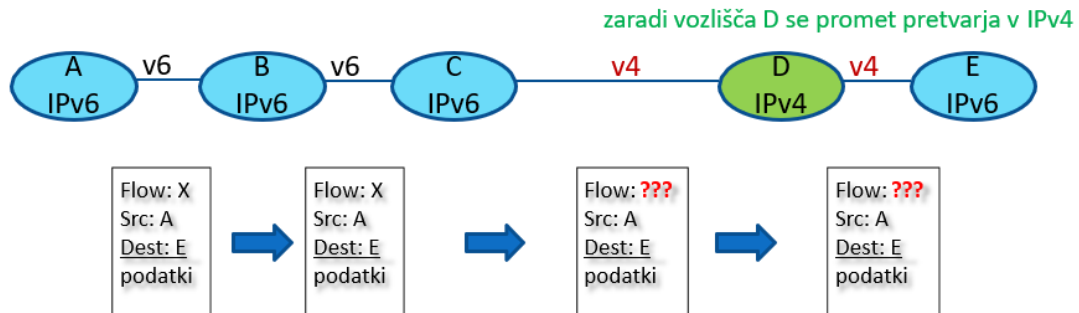 zaradi vozlišča D se promet pretvarja v IPv4
A
IPv6
v6
B
IPv6
v6
C
IPv6
v4
D
IPv4
v4
E
IPv6
Flow: X
Src: A
Dest: E
podatki
Flow: X
Src: A
Dest: E
podatki
Flow: ???
Src: A
Dest: E
podatki
Flow: ???
Src: A
Dest: E
podatki